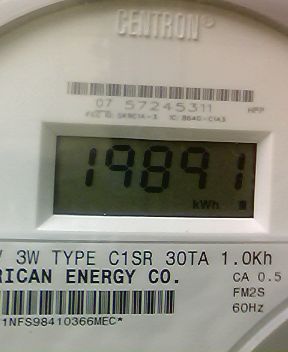 CENTRON®
07 57245311
19891
kWh
V 3W TYPE C1SR 30TA 1.0Kh
RICAN ENERGY CO.
CA 0.5
FM2S
60Hz
1NFS98410366MEC*